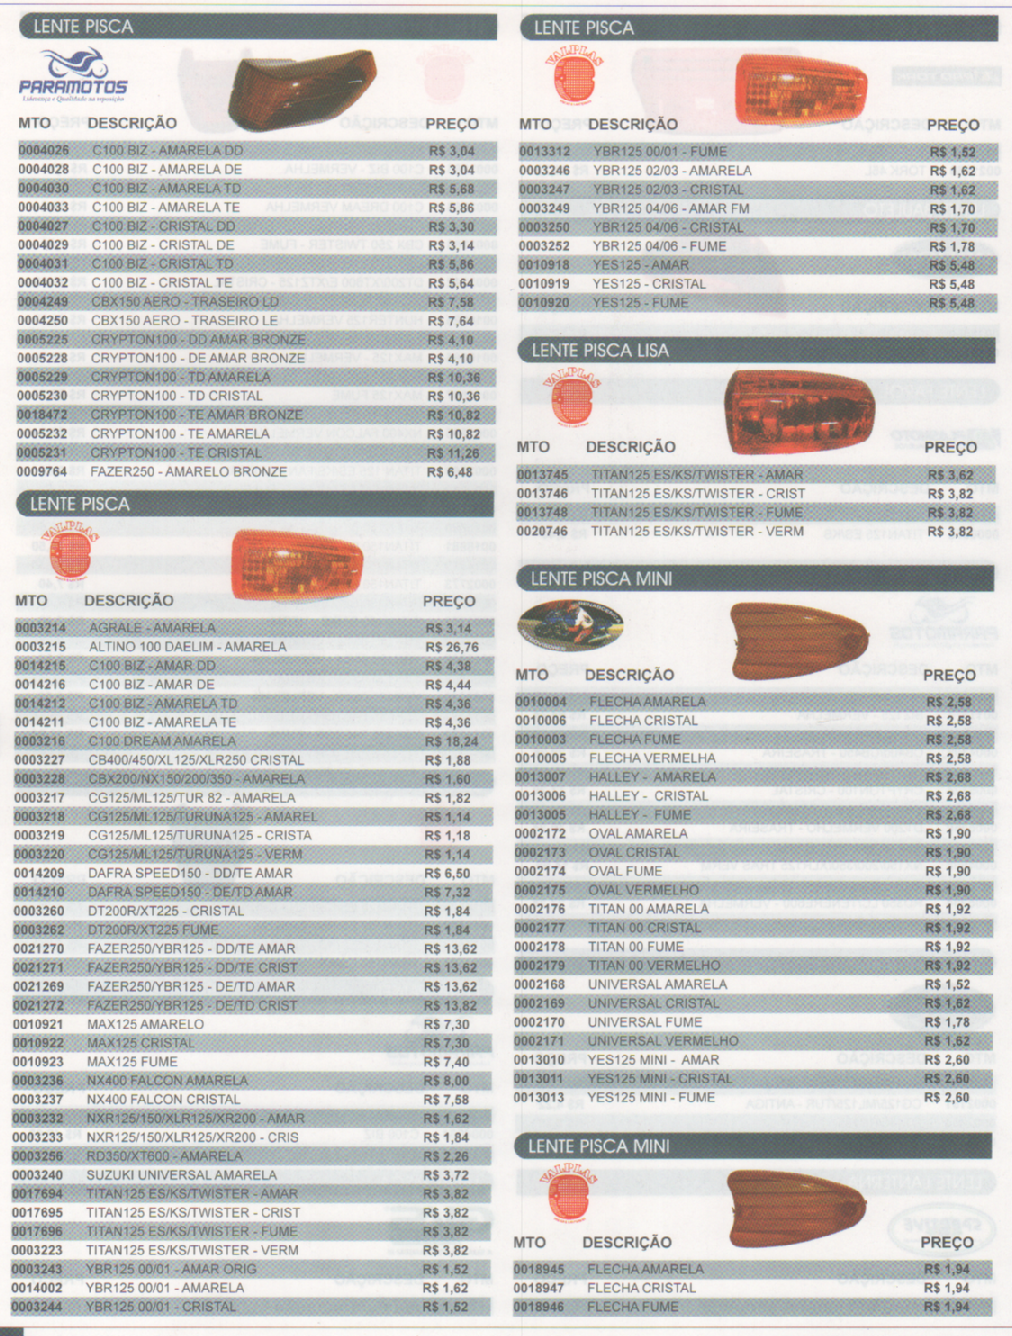 LENTE PISCA
PARAMOTOS
MTO DESCRIÇÃO PREÇO
0004026 C100 BIZ - AMARELA DD R$ 3,04
0004028 C100 BIZ - AMARELA DE R$ 3,04
0004030 C100 BIZ - AMARELA TD R$ 5,68
0004033 C100 BIZ - AMARELA TE R$ 5,86
0004027 C100 BIZ - CRISTAL DD R$ 3,30
0004029 C100 BIZ - CRISTAL DE R$ 3,14
0004031 C100 BIZ - CRISTAL TD R$ 5,86
0004032 C100 BIZ - CRISTAL TE R$ 5,64
0004249 CBX150 AERO - TRASEIRO LD R$ 7,58
0004250 CBX150 AERO - TRASEIRO LE R$ 7,64
0005225 CRYPTON100 - DD AMAR BRONZE R$ 4,10
0005228 CRYPTON100 - DE AMAR BRONZE R$ 4,10
0005229 CRYPTON100 - TD AMARELA R$ 10,36
0005230 CRYPTON100 - TD CRISTAL R$ 10,36
0018472 CRYPTON100 - TE AMAR BRONZE R$ 10,82
0005232 CRYPTON100 - TE AMARELA R$ 10,82
0005231 CRYPTON100 - TE CRISTAL R$ 11,26
0009764 FAZER250 - AMARELO BRONZE R$ 6,48
LENTE PISCA
VALPLAS
MTO DESCRIÇÃO PREÇO
0003214 AGRALE - AMARELA R$ 3,14
0003215 ALTINO 100 DAELIM - AMARELA R$ 26,76
0014215 C100 BIZ - AMAR DD R$ 4,38
0014216 C100 BIZ - AMAR DE R$ 4,44
0014212 C100 BIZ - AMARELA TD R$ 4,36
0014211 C100 BIZ - AMARELA TE R$ 4,36
0003216 C100 DREAM AMARELA R$ 18,24
0003227 CB400/450/XL125/XLR250 CRISTAL R$ 1,88
0003228 CBX200/NX150/200/350 - AMARELA R$ 1,60
0003217 CG125/ML125/TUR 82 - AMARELA R$ 1,82
0003218 CG125/ML125/TURUNA125 - AMAREL R$ 1,14
0003219 CG125/ML125/TURUNA125 - CRISTA R$ 1,18
0003220 CG125/ML125/TURUNA125 - VERM R$ 1,14
0014209 DAFRA SPEED150 - DD/TE AMAR R$ 6,50
0014210 DAFRA SPEED150 - DE/TD AMAR R$ 7,32
0003260 DT200R/XT225 - CRISTAL R$ 1,84
0003262 DT200R/XT225 FUME R$ 1,84
0021270 FAZER250/YBR125 - DD/TE AMAR R$ 13,62
0021271 FAZER250/YBR125 - DD/TE CRIST R$ 13,62
0021269 FAZER250/YBR125 - DE/TD AMAR R$ 13,62
0021272 FAZER250/YBR125 - DE/TD CRIST R$ 13,82
0010921 MAX125 AMARELO R$ 7,30
0010922 MAX125 CRISTAL R$ 7,30
0010923 MAX125 FUME R$ 7,40
0003236 NX400 FALCON AMARELA R$ 8,00
0003237 NX400 FALCON CRISTAL R$ 7,58
0003232 NXR125/150/XLR125/XR200 - AMAR R$ 1,62
0003233 NXR125/150/XLR125/XR200 - CRIS R$ 1,84
0003256 RD350/XT600 - AMARELA R$ 2,26
0003240 SUZUKI UNIVERSAL AMARELA R$ 3,72
0017694 TITAN125 ES/KS/TWISTER - AMAR R$ 3,82
0017695 TITAN125 ES/KS/TWISTER - CRIST R$ 3,82
0017696 TITAN125 ES/KS/TWISTER - FUME R$ 3,82
0003223 TITAN125 ES/KS/TWISTER - VERM R$ 3,82
0003243 YBR125 00/01 - AMAR ORIG R$ 1,52
0014002 YBR125 00/01 - AMARELA R$ 1,62
0003244 YBR125 00/01 - CRISTAL R$ 1,52
LENTE PISCA
VALPLAS
MTO DESCRIÇÃO PREÇO
0013312 YBR125 00/01 - FUME R$ 1,52
0003246 YBR125 02/03 - AMARELA R$ 1,62
0003247 YBR125 02/03 - CRISTAL R$ 1,62
0003249 YBR125 04/06 - AMAR FM R$ 1,70
0003250 YBR125 04/06 - CRISTAL R$ 1,70
0003252 YBR125 04/06 - FUME R$ 1,78
0010918 YES125 - AMAR R$ 5,48
0010919 YES125 - CRISTAL R$ 5,48
0010920 YES125 - FUME R$ 5,48
LENTE PISCA LISA
VALPLAS
MTO DESCRIÇÃO PREÇO
0013745 TITAN125 ES/KS/TWISTER - AMAR R$ 3,62
0013746 TITAN125 ES/KS/TWISTER - CRIST R$ 3,82
0013748 TITAN125 ES/KS/TWISTER - FUME R$ 3,82
0020746 TITAN125 ES/KS/TWISTER - VERM R$ 3,82
LENTE PISCA MINI
MTO DESCRIÇÃO PREÇO
0010004 FLECHA AMARELA R$ 2,58
0010006 FLECHA CRISTAL R$ 2,58
0010003 FLECHA FUME R$ 2,58
0010005 FLECHA VERMELHA R$ 2,58
0013007 HALLEY - AMARELA R$ 2,68
0013006 HALLEY - CRISTAL R$ 2,68
0013005 HALLEY - FUME R$ 2,68
0002172 OVAL AMARELA R$ 1,90
0002173 OVAL CRISTAL R$ 1,90
0002174 OVAL FUME R$ 1,90
0002175 OVAL VERMELHO R$ 1,90
0002176 TITAN 00 AMARELA R$ 1,92
0002177 TITAN 00 CRISTAL R$ 1,92
0002178 TITAN 00 FUME R$ 1,92
0002179 TITAN 00 VERMELHO R$ 1,92
0002168 UNIVERSAL AMARELA R$ 1,52
0002169 UNIVERSAL CRISTAL R$ 1,62
0002170 UNIVERSAL FUME R$ 1,78
0002171 UNIVERSAL VERMELHO R$ 1,62
0013010 YES125 MINI - AMAR R$ 2,60
0013011 YES125 MINI - CRISTAL R$ 2,60
0013013 YES125 MINI - FUME R$ 2,60
LENTE PISCA MINI
VALPLAS
MTO DESCRIÇÃO PREÇO
0018945 FLECHA AMARELA R$ 1,94
0018947 FLECHA CRISTAL R$ 1,94
0018946 FLECHA FUME R$ 1,94